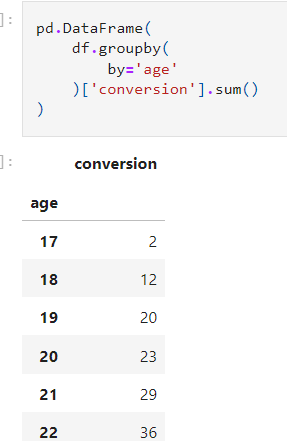 ]:
pd.DataFrame(
    df.groupby(
        by='age'
    )['conversion'].sum()
)
]:
conversion
age
17 2
18 12
19 20
20 23
21 29
22 36